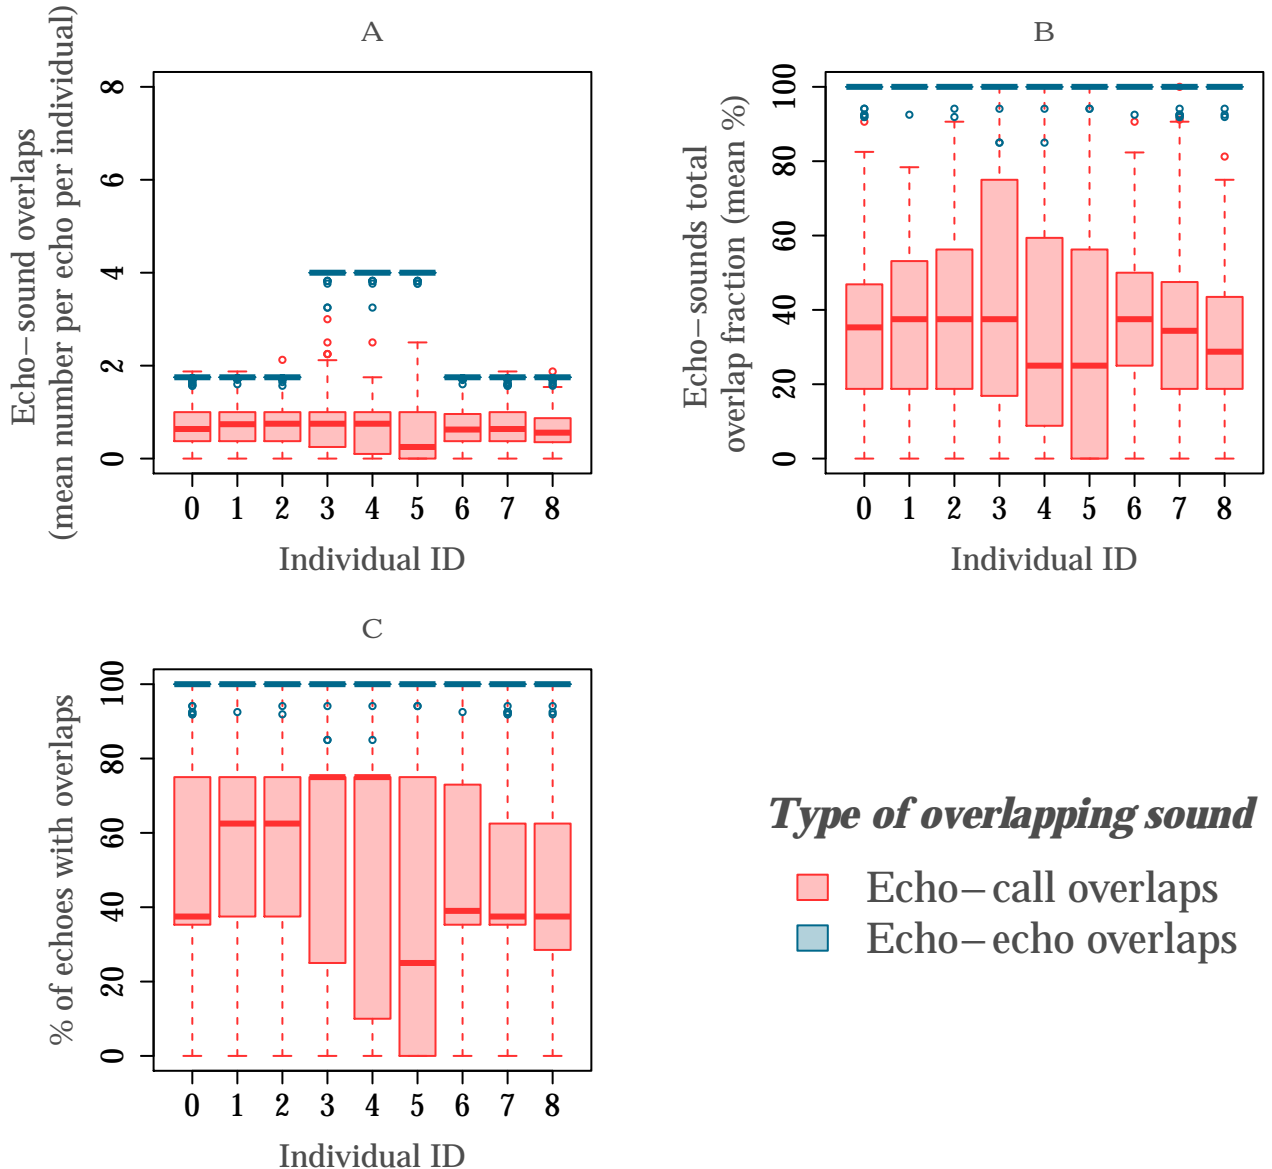 A
Echo−sound overlaps
(mean number per echo per individual)
8
6
4
2
0
0 1 2 3 4 5 6 7 8
Individual ID
B
Echo−sounds total
overlap fraction (mean %)
100
80
60
40
20
0
0 1 2 3 4 5 6 7 8
Individual ID
C
% of echoes with overlaps
100
80
60
40
20
0
0 1 2 3 4 5 6 7 8
Individual ID
Type of overlapping sound
Echo−call overlaps
Echo−echo overlaps